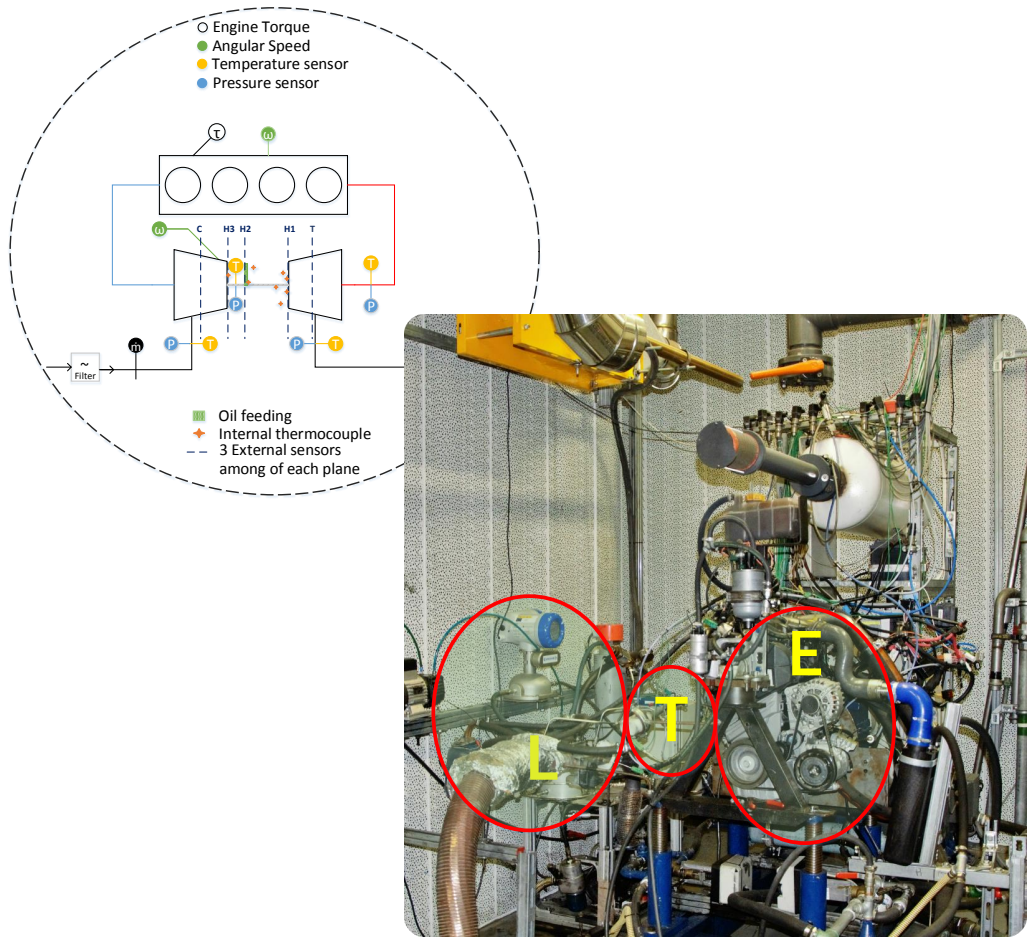 Engine Torque
Angular Speed
Temperature sensor
Pressure sensor
τ
ω
C H3 H2 H1 T
ω
T T
P P
ṁ P T P T
~
Filter
Oil feeding
Internal thermocouple
3 External sensors
among of each plane
E
T
L